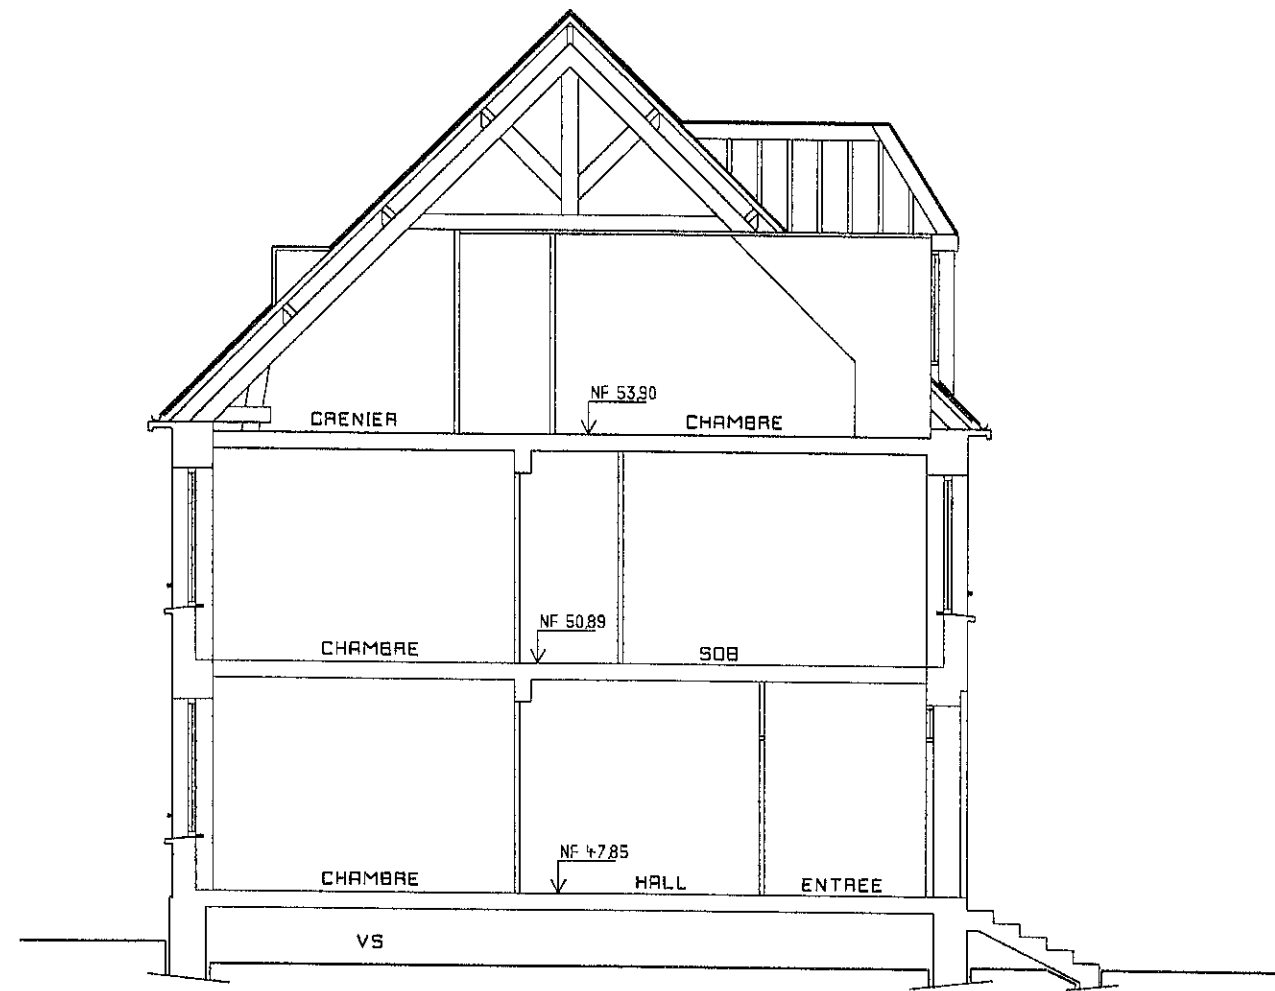 NF 53,90
GRENIER
CHAMBRE
NF 50,89
CHAMBRE
SDB
NF 47,85
CHAMBRE
HALL
ENTREE
VS